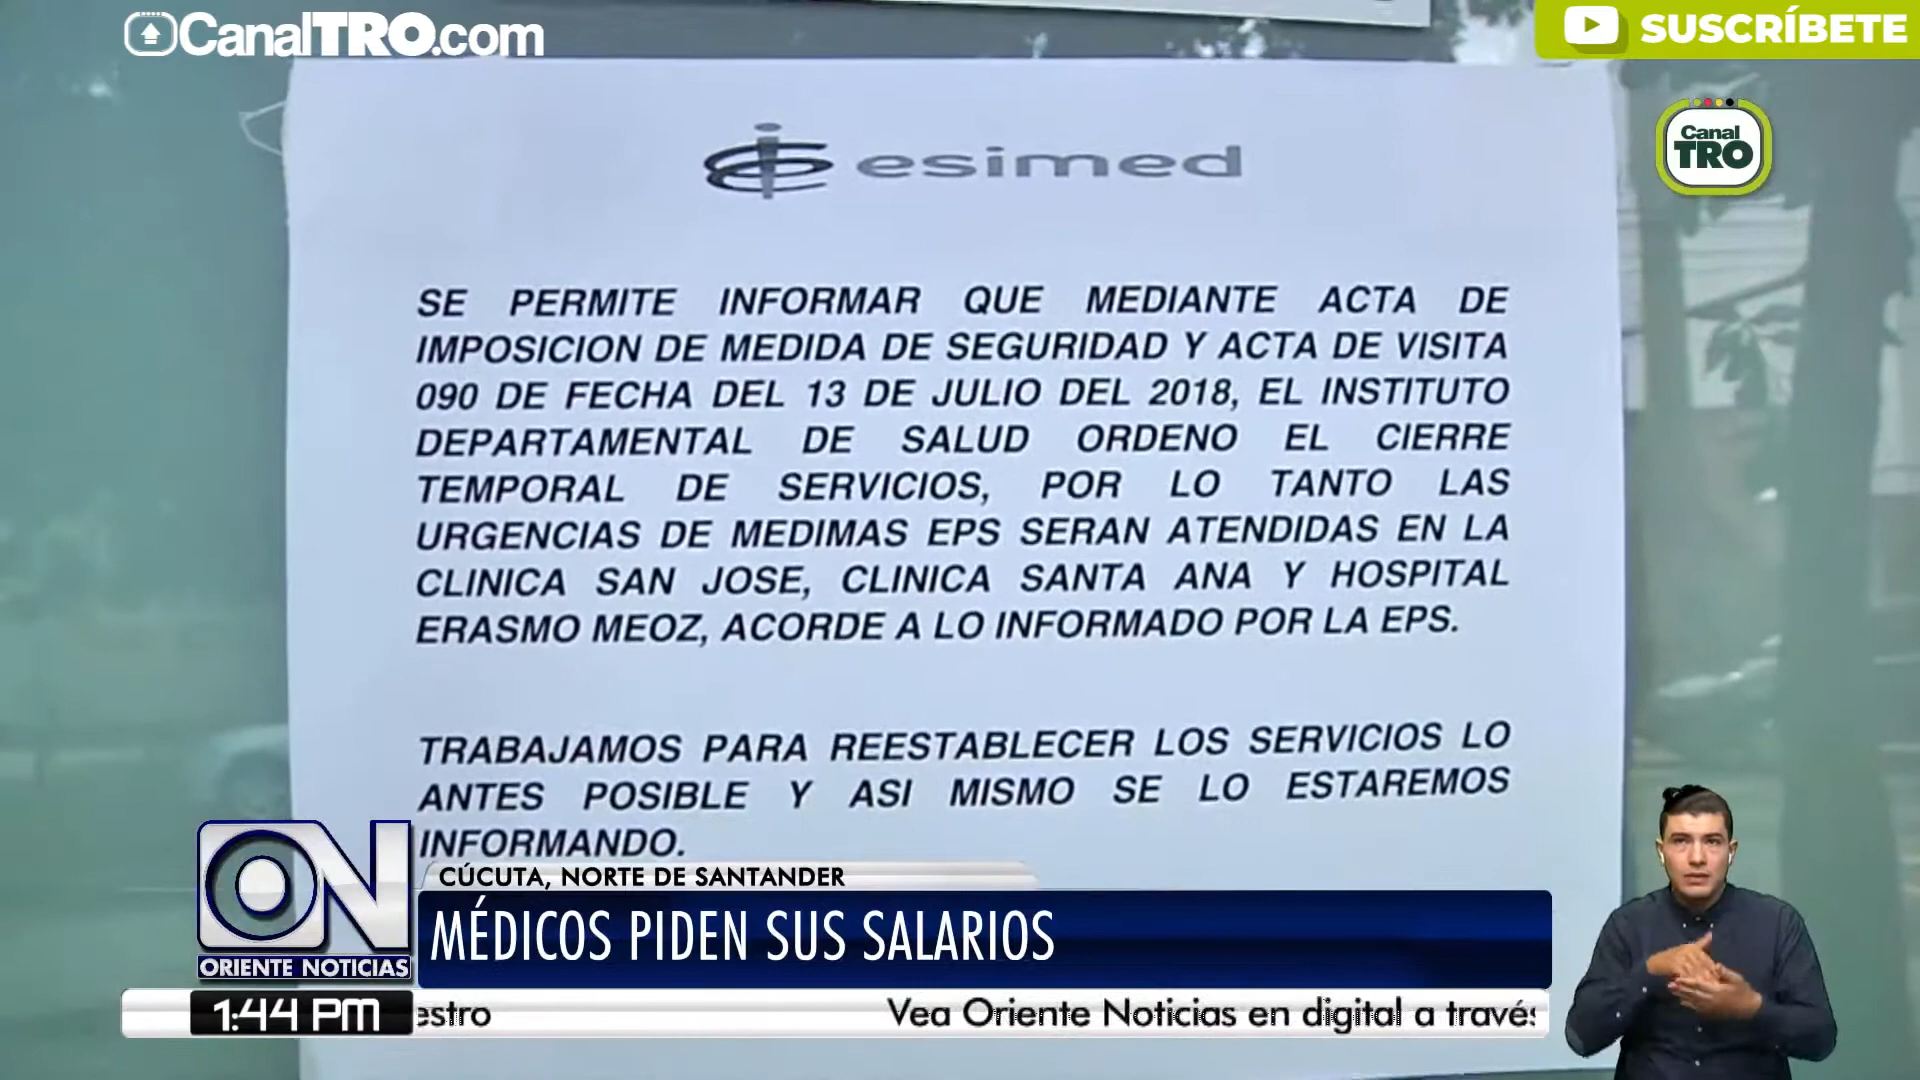 CanalTRO.com
SUSCRÍBETE
Canal
TRO
esimed
SE PERMITE INFORMAR QUE MEDIANTE ACTA DE
IMPOSICION DE MEDIDA DE SEGURIDAD Y ACTA DE VISITA
090 DE FECHA DEL 13 DE JULIO DEL 2018, EL INSTITUTO
DEPARTAMENTAL DE SALUD ORDENO EL CIERRE
TEMPORAL DE SERVICIOS, POR LO TANTO LAS
URGENCIAS DE MEDIMAS EPS SERAN ATENDIDAS EN LA
CLINICA SAN JOSE, CLINICA SANTA ANA Y HOSPITAL
ERASMO MEOZ, ACORDE A LO INFORMADO POR LA EPS.
TRABAJAMOS PARA REESTABLECER LOS SERVICIOS LO
ANTES POSIBLE Y ASI MISMO SE LO ESTAREMOS
INFORMANDO.
CÚCUTA, NORTE DE SANTANDER
ON
MÉDICOS PIDEN SUS SALARIOS
ORIENTE NOTICIAS
1:44 PM
estro Vea Oriente Noticias en digital a través